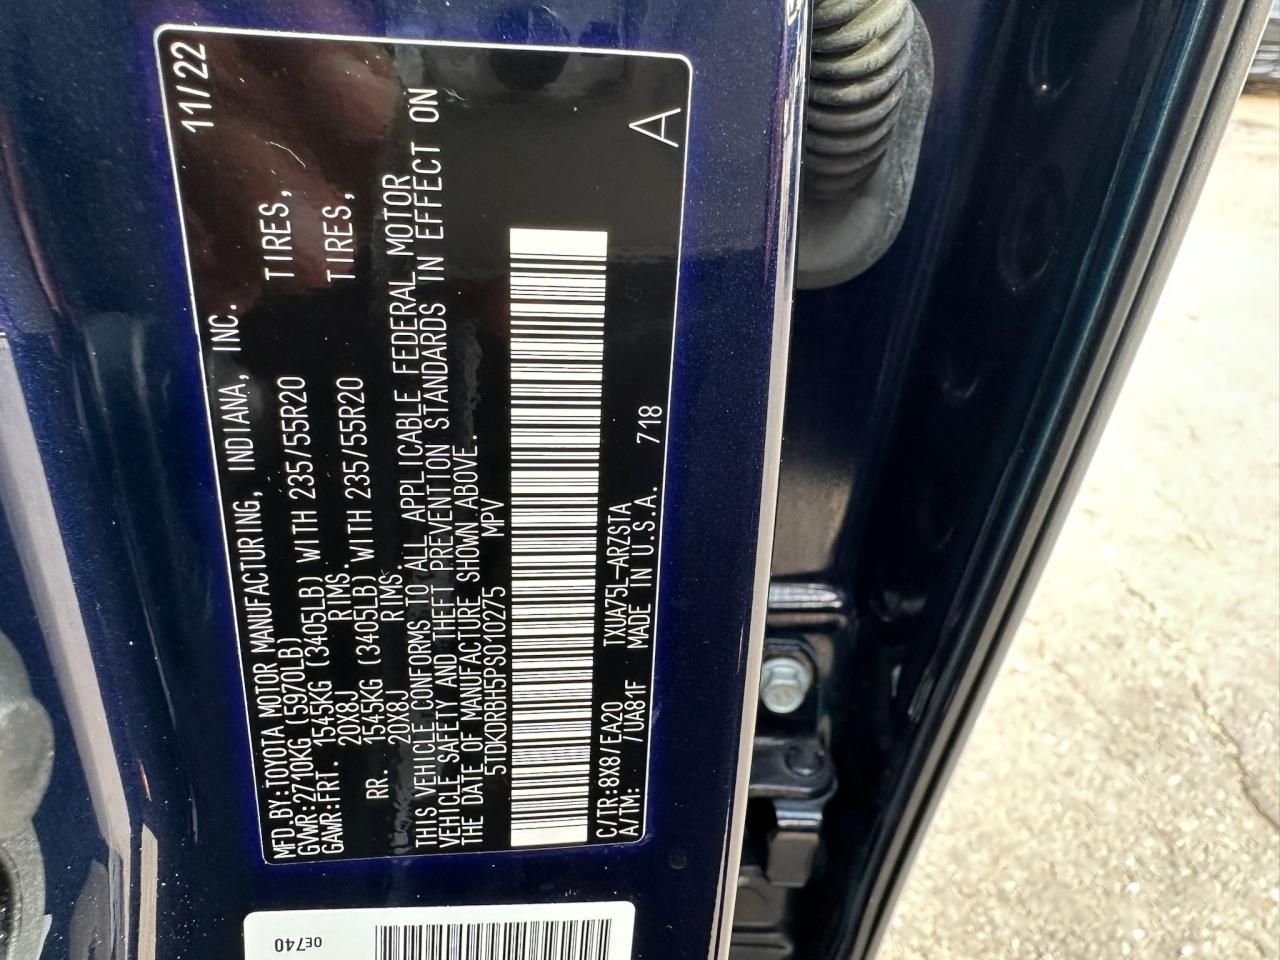 MFD.BY:TOYOTA MOTOR MANUFACTURING, INDIANA, INC. 11/22
GVWR:2710KG (5970LB)
GAWR:FRT. 1545KG (3405LB) WITH 235/55R20 TIRES,
20X8J RIMS.
RR. 1545KG (3405LB) WITH 235/55R20 TIRES,
20X8J RIMS.
THIS VEHICLE CONFORMS TO ALL APPLICABLE FEDERAL MOTOR
VEHICLE SAFETY AND THEFT PREVENTION STANDARDS IN EFFECT ON
THE DATE OF MANUFACTURE SHOWN ABOVE.
5TDKDRBH5PS010275 MPV
C/TR:8X8/EA20 TXUA75L-ARZSTA
A/TM: /UA81F MADE IN U.S.A. 718
A
0E740